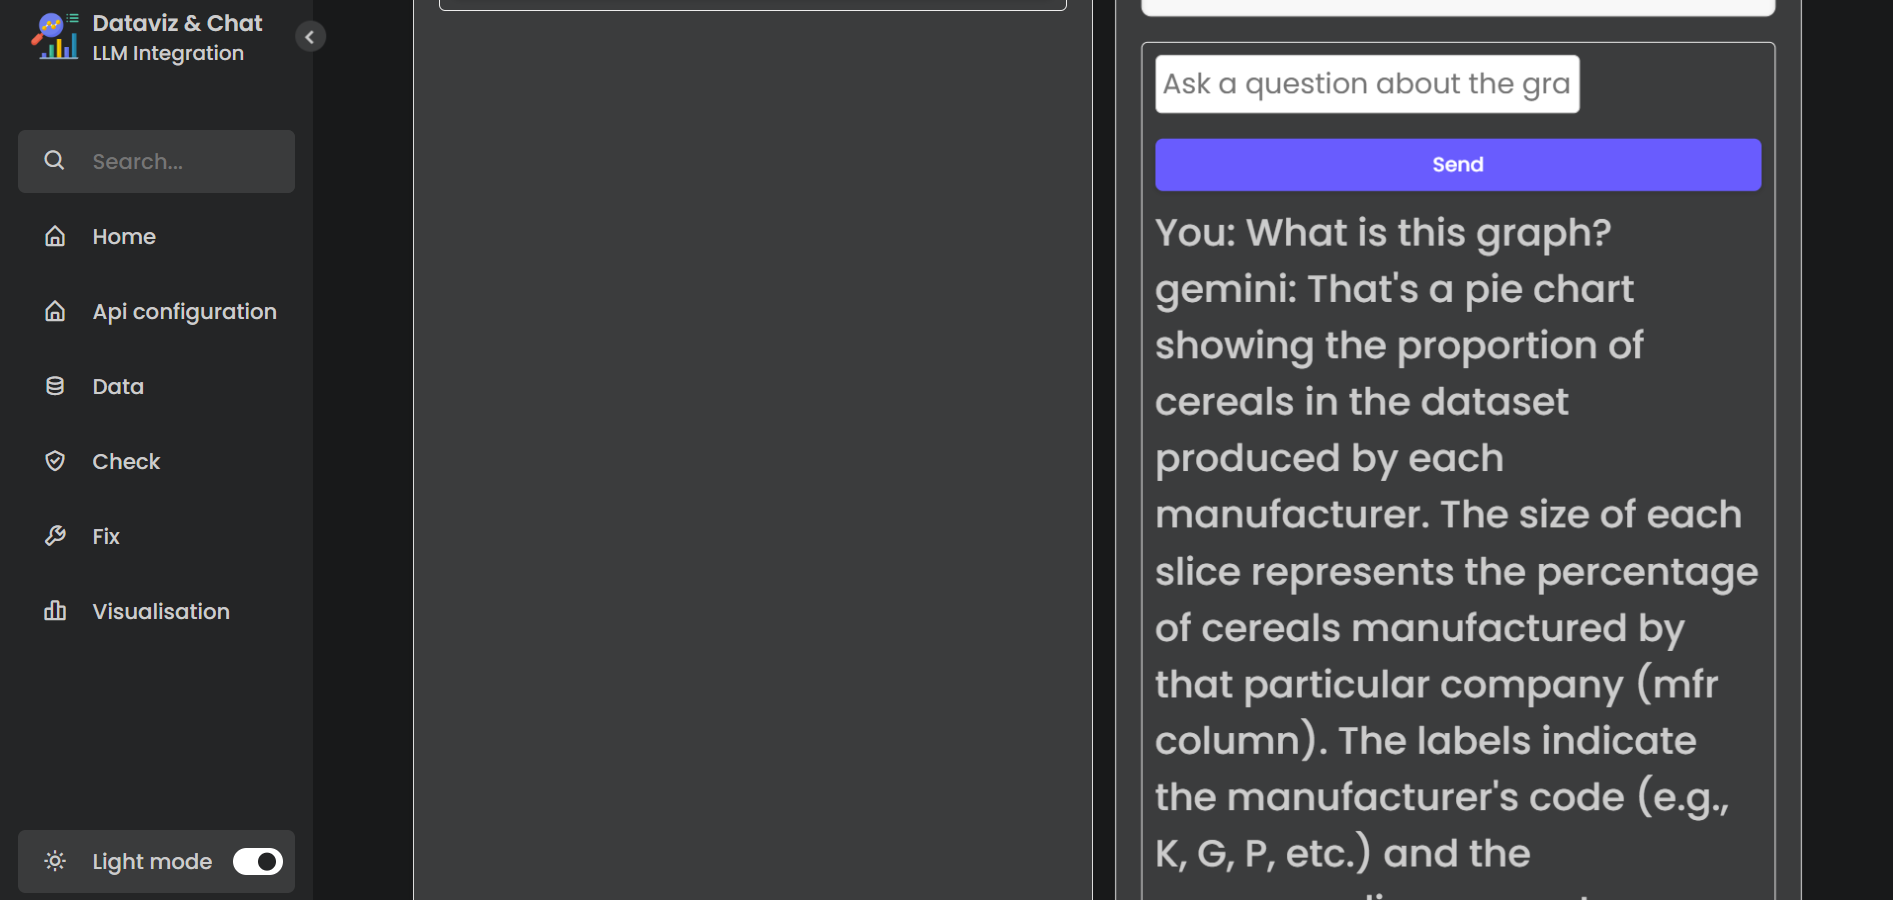 Dataviz & Chat
LLM Integration
Search...
Home
Api configuration
Data
Check
Fix
Visualisation
Light mode
Ask a question about the gra
Send
You: What is this graph?
gemini: That's a pie chart
showing the proportion of
cereals in the dataset
produced by each
manufacturer. The size of each
slice represents the percentage
of cereals manufactured by
that particular company (mfr
column). The labels indicate
the manufacturer's code (e.g.,
K, G, P, etc.) and the